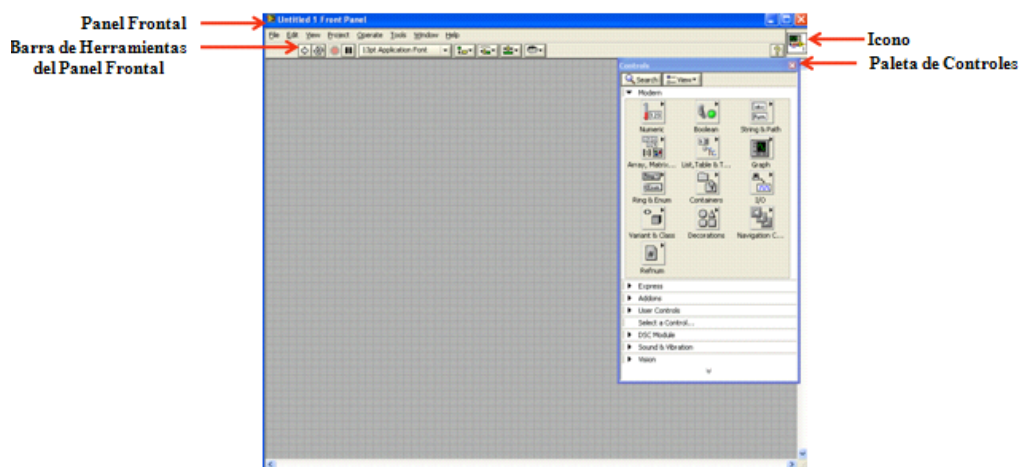 Panel Frontal
Barra de Herramientas
del Panel Frontal
Icono
Paleta de Controles
Untitled 1 Front Panel
File Edit View Project Operate Tools Window Help
13pt Application Font
Controls
Search View
Modern
Numeric Boolean String & Path
Array, Matrix... List, Table & T... Graph
Ring & Enum Containers I/O
Variant & Class Decorations Navigation C...
Refnum
Express
Addons
User Controls
Select a Control...
DSC Module
Sound & Vibration
Vision